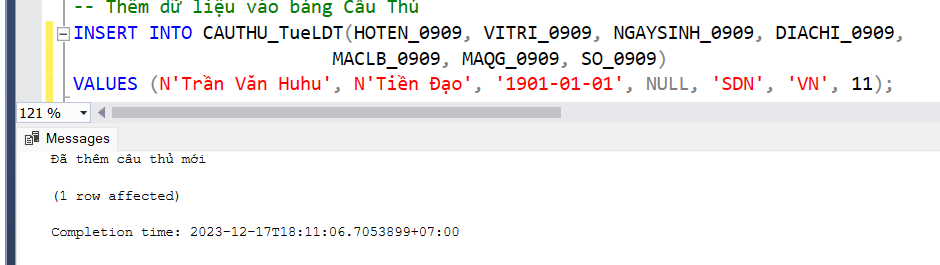 -- Thêm dữ liệu vào bảng Cầu Thủ
INSERT INTO CAUTHU_TueLDT(HOTEN_0909, VITRI_0909, NGAYSINH_0909, DIACHI_0909,
MACLB_0909, MAQG_0909, SO_0909)
VALUES (N'Trần Văn Huhu', N'Tiền Đạo', '1901-01-01', NULL, 'SDN', 'VN', 11);
121 %
Messages
Đã thêm câu thủ mới
(1 row affected)
Completion time: 2023-12-17T18:11:06.7053899+07:00